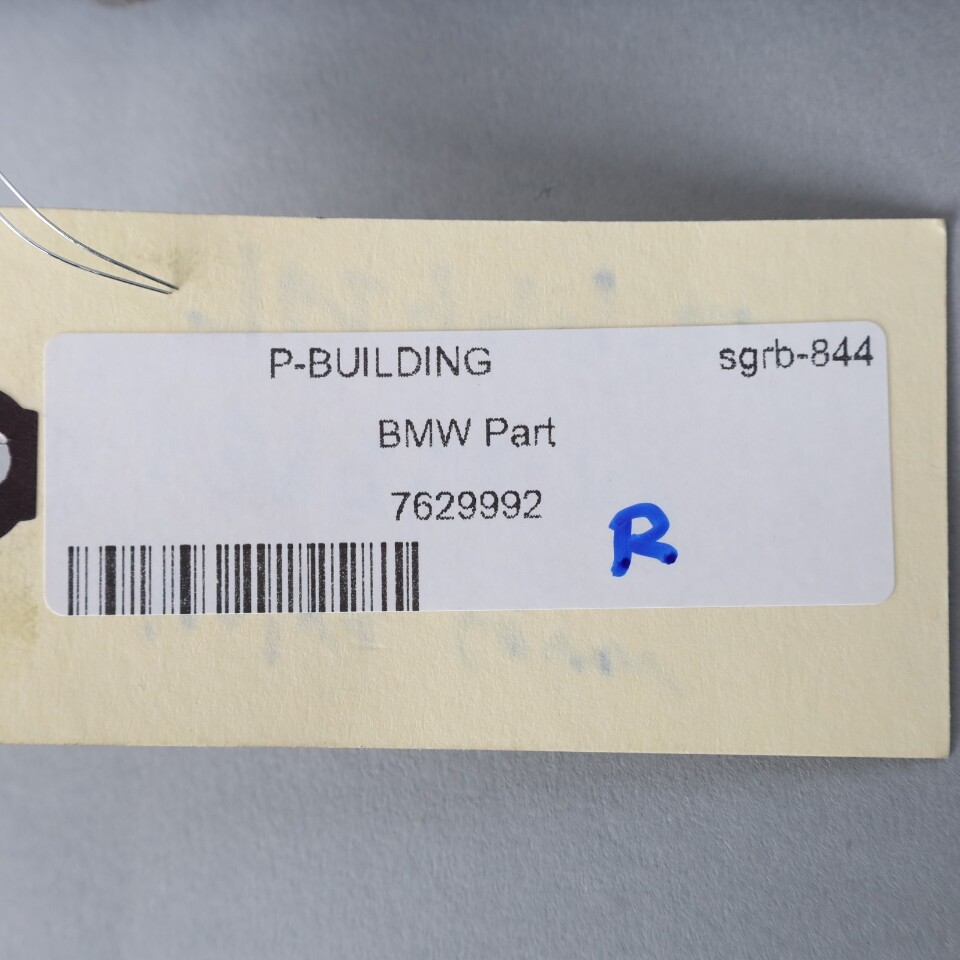 P-BUILDING sgrb-844
BMW Part
7629992
R